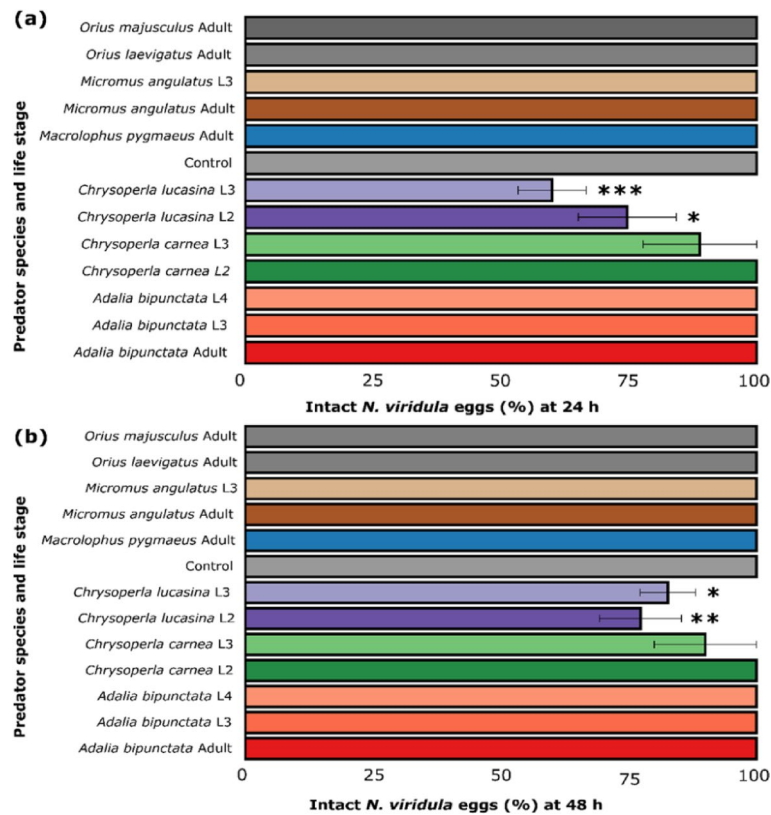 (a)
Predator species and life stage
Orius majusculus Adult
Orius laevigatus Adult
Micromus angulatus L3
Micromus angulatus Adult
Macrolophus pygmaeus Adult
Control
Chrysoperla lucasina L3
***
Chrysoperla lucasina L2
*
Chrysoperla carnea L3
Chrysoperla carnea L2
Adalia bipunctata L4
Adalia bipunctata L3
Adalia bipunctata Adult
0 25 50 75 100
Intact N. viridula eggs (%) at 24 h
(b)
Predator species and life stage
Orius majusculus Adult
Orius laevigatus Adult
Micromus angulatus L3
Micromus angulatus Adult
Macrolophus pygmaeus Adult
Control
Chrysoperla lucasina L3
*
Chrysoperla lucasina L2
**
Chrysoperla carnea L3
Chrysoperla carnea L2
Adalia bipunctata L4
Adalia bipunctata L3
Adalia bipunctata Adult
0 25 50 75 100
Intact N. viridula eggs (%) at 48 h